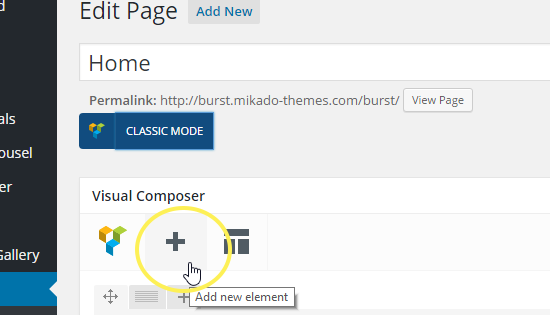 Edit Page Add New
Home
Permalink: http://burst.mikado-themes.com/burst/ View Page
als
CLASSIC MODE
ousel
er
Visual Composer
Gallery
Add new element